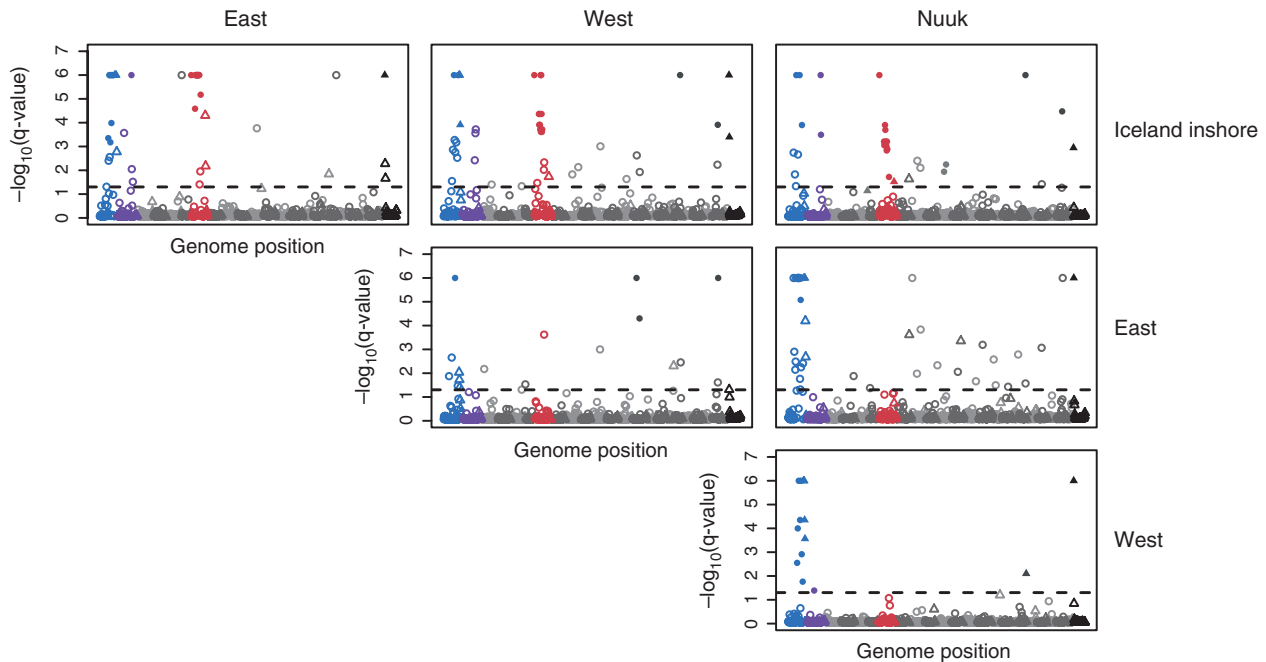 East West Nuuk
7
6
5
4
3
2
1
0
−log10(q-value)
Genome position
Iceland inshore
7
6
5
4
3
2
1
0
−log10(q-value)
Genome position
East
7
6
5
4
3
2
1
0
−log10(q-value)
Genome position
West